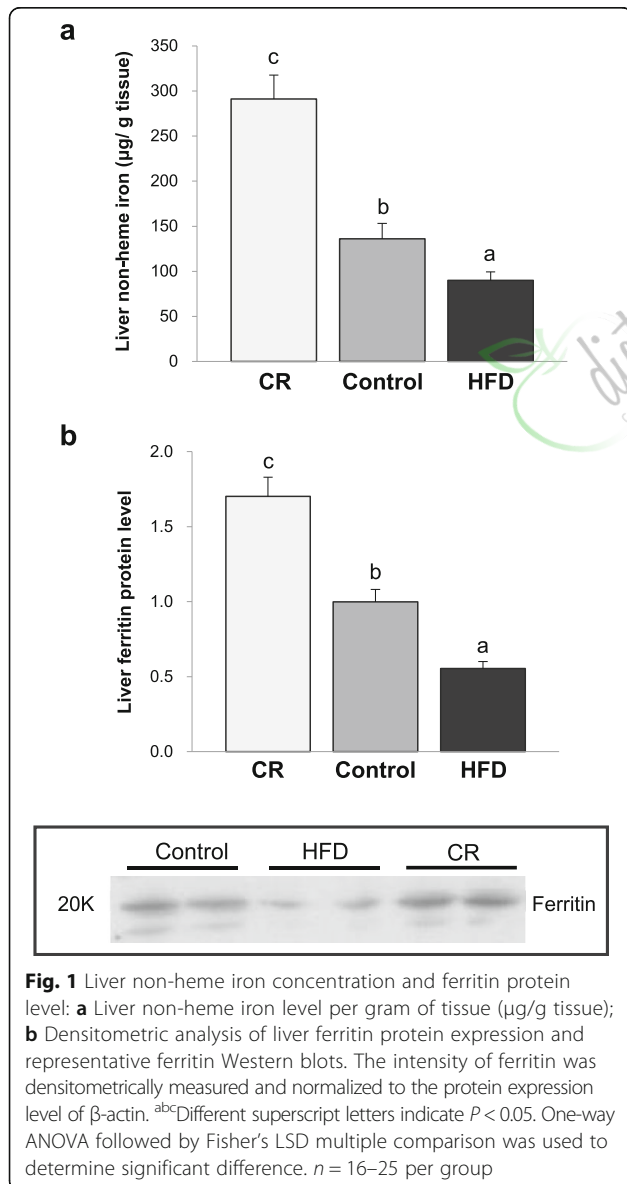 a
350
300
250
200
150
100
50
0
Liver non-heme iron (µg/ g tissue)
c
b
a
CR Control HFD
b
2.0
1.5
1.0
0.5
0.0
Liver ferritin protein level
c
b
a
CR Control HFD
Control HFD CR
20K Ferritin
Fig. 1 Liver non-heme iron concentration and ferritin protein
level: a Liver non-heme iron level per gram of tissue (µg/g tissue);
b Densitometric analysis of liver ferritin protein expression and
representative ferritin Western blots. The intensity of ferritin was
densitometrically measured and normalized to the protein expression
level of β-actin. abcDifferent superscript letters indicate P < 0.05. One-way
ANOVA followed by Fisher's LSD multiple comparison was used to
determine significant difference. n = 16–25 per group